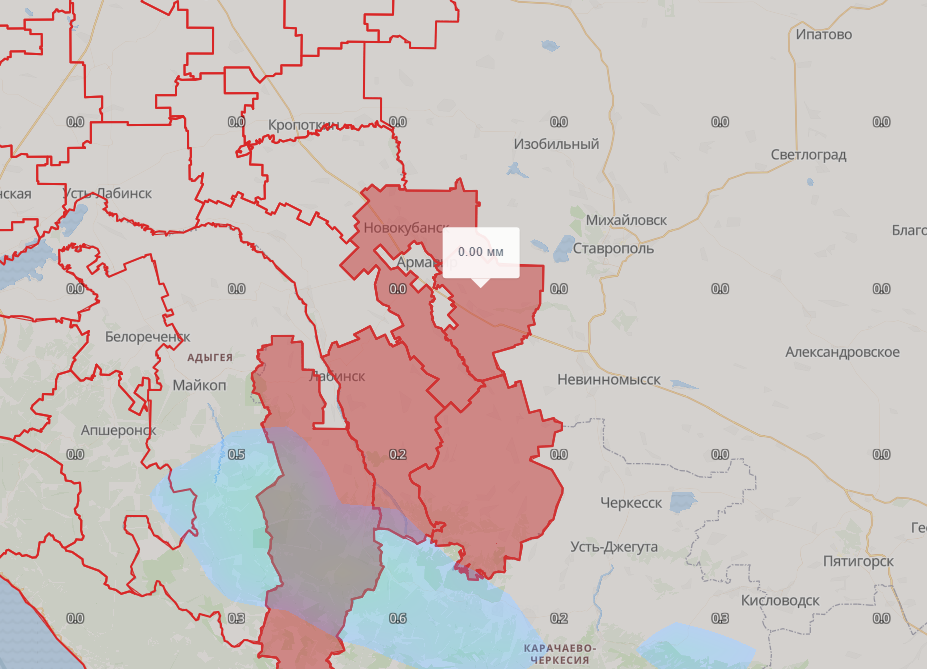 Ипатово
0.0 0.0 0.0 0.0 0.0 0.0
Кропоткин
Изобильный
Светлоград
нская
Усть-Лабинск
Михайловск
Новокубанск
Благо
Ставрополь
0.00 мм
Армавир
0.0 0.0 0.0 0.0 0.0 0.0
Белореченск
АДЫГЕЯ
Александровское
Лабинск
Невинномысск
Майкоп
Апшеронск
0.0 0.5 0.2 0.0 0.0 0.0
Черкесск
Ге
Усть-Джегута
Пятигорск
Кисловодск
0.0 0.3 0.6 0.2 0.3 0.0
КАРАЧАЕВО-
ЧЕРКЕСИЯ